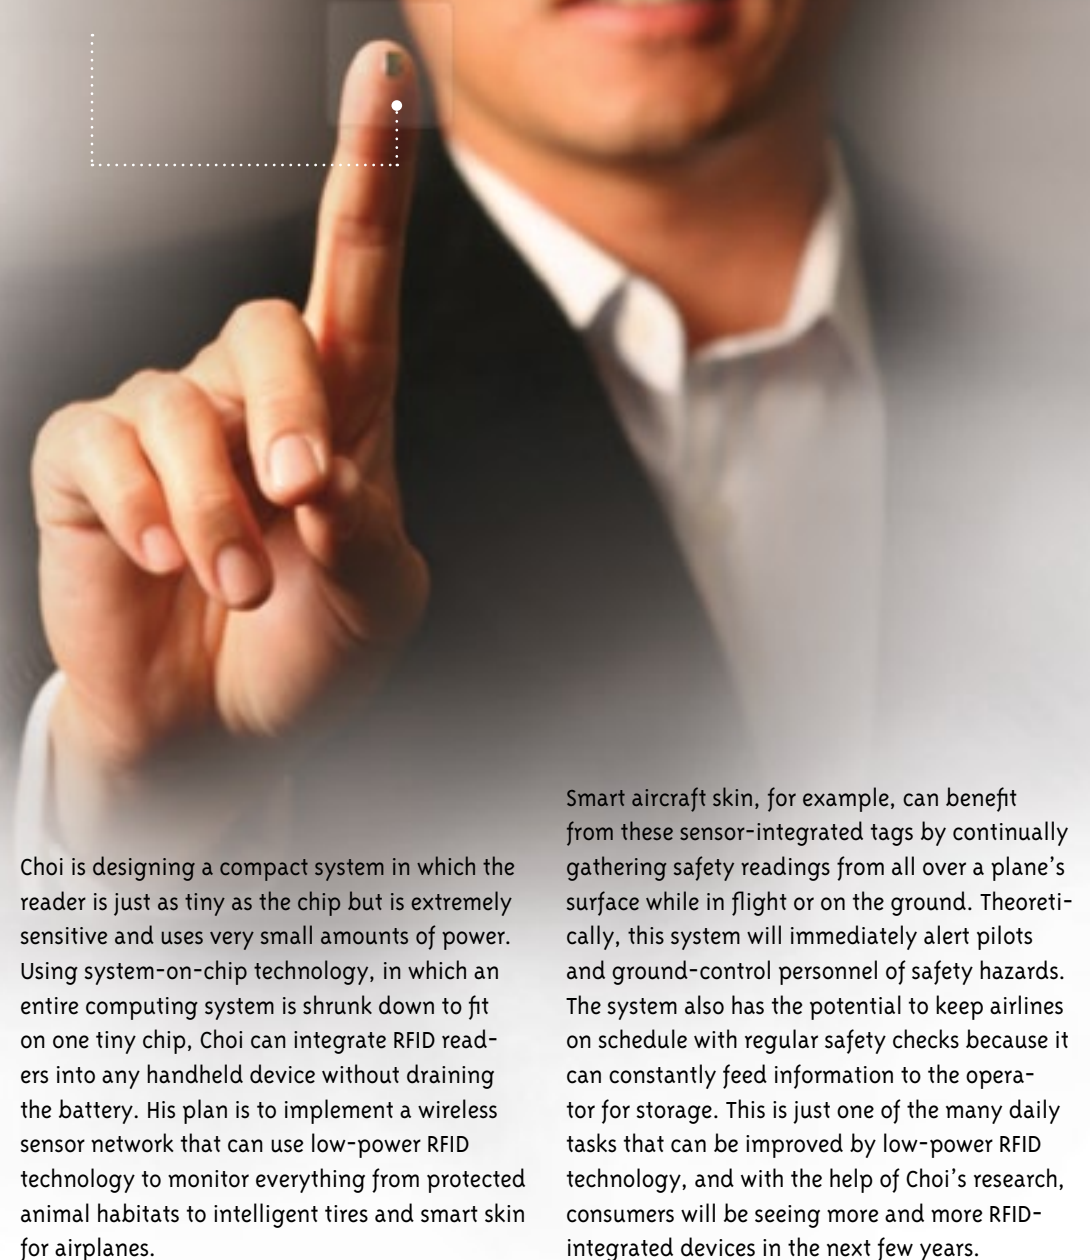 Choi is designing a compact system in which the
reader is just as tiny as the chip but is extremely
sensitive and uses very small amounts of power.
Using system-on-chip technology, in which an
entire computing system is shrunk down to fit
on one tiny chip, Choi can integrate RFID read-
ers into any handheld device without draining
the battery. His plan is to implement a wireless
sensor network that can use low-power RFID
technology to monitor everything from protected
animal habitats to intelligent tires and smart skin
for airplanes.
Smart aircraft skin, for example, can benefit
from these sensor-integrated tags by continually
gathering safety readings from all over a plane's
surface while in flight or on the ground. Theoreti-
cally, this system will immediately alert pilots
and ground-control personnel of safety hazards.
The system also has the potential to keep airlines
on schedule with regular safety checks because it
can constantly feed information to the opera-
tor for storage. This is just one of the many daily
tasks that can be improved by low-power RFID
technology, and with the help of Choi's research,
consumers will be seeing more and more RFID-
integrated devices in the next few years.